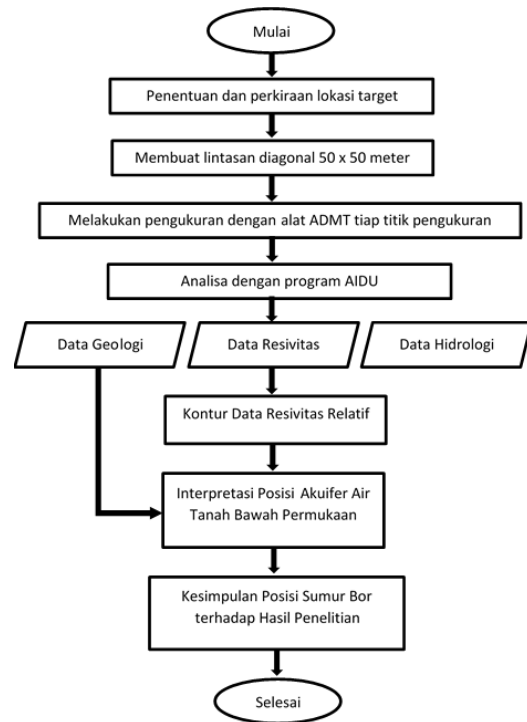 Mulai
Penentuan dan perkiraan lokasi target
Membuat lintasan diagonal 50 x 50 meter
Melakukan pengukuran dengan alat ADMT tiap titik pengukuran
Analisa dengan program AIDU
Data Geologi
Data Resivitas
Data Hidrologi
Kontur Data Resivitas Relatif
Interpretasi Posisi Akuifer Air
Tanah Bawah Permukaan
Kesimpulan Posisi Sumur Bor
terhadap Hasil Penelitian
Selesai